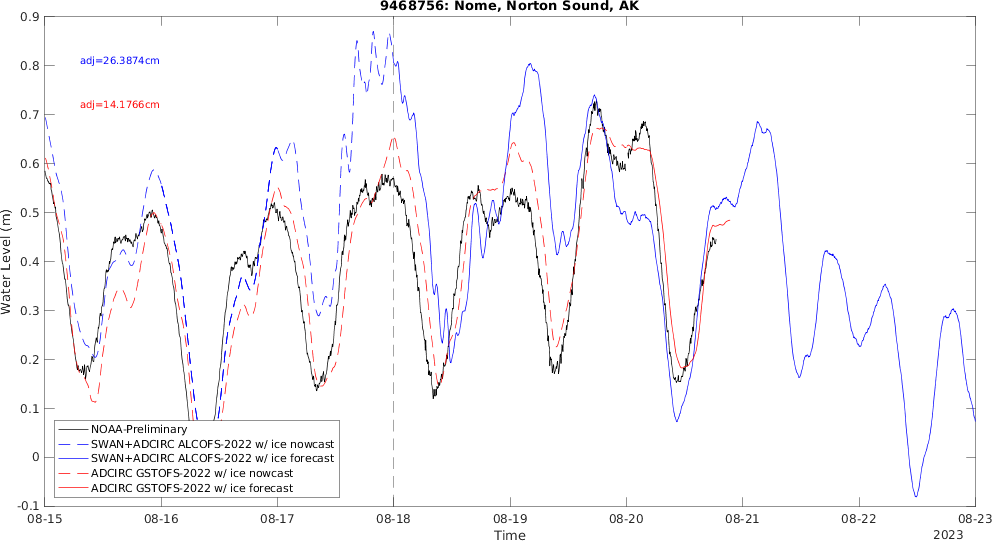 9468756: Nome, Norton Sound, AK
0.9
0.8
0.7
0.6
0.5
0.4
0.3
0.2
0.1
0
-0.1
Water Level (m)
adj=26.3874cm
adj=14.1766cm
NOAA-Preliminary
SWAN+ADCIRC ALCOFS-2022 w/ ice nowcast
SWAN+ADCIRC ALCOFS-2022 w/ ice forecast
ADCIRC GSTOFS-2022 w/ ice nowcast
ADCIRC GSTOFS-2022 w/ ice forecast
08-15 08-16 08-17 08-18 08-19 08-20 08-21 08-22 08-23
Time
2023